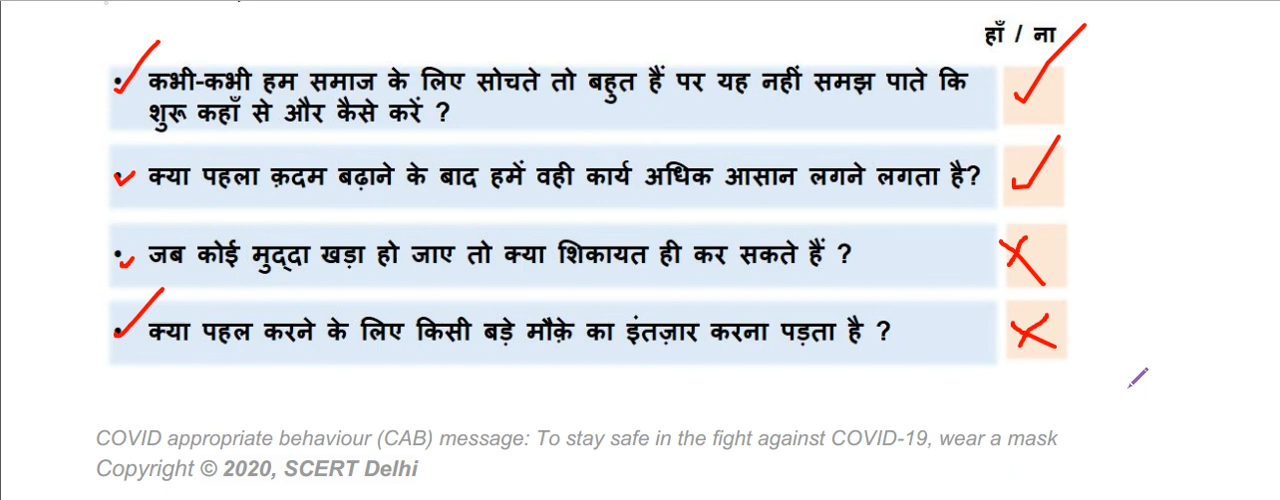 हाँ / ना
• कभी-कभी हम समाज के लिए सोचते तो बहुत हैं पर यह नहीं समझ पाते कि
शुरू कहाँ से और कैसे करें ?
• क्या पहला क़दम बढ़ाने के बाद हमें वही कार्य अधिक आसान लगने लगता है?
• जब कोई मुद्दा खड़ा हो जाए तो क्या शिकायत ही कर सकते हैं ?
• क्या पहल करने के लिए किसी बड़े मौक़े का इंतज़ार करना पड़ता है ?
COVID appropriate behaviour (CAB) message: To stay safe in the fight against COVID-19, wear a mask
Copyright © 2020, SCERT Delhi